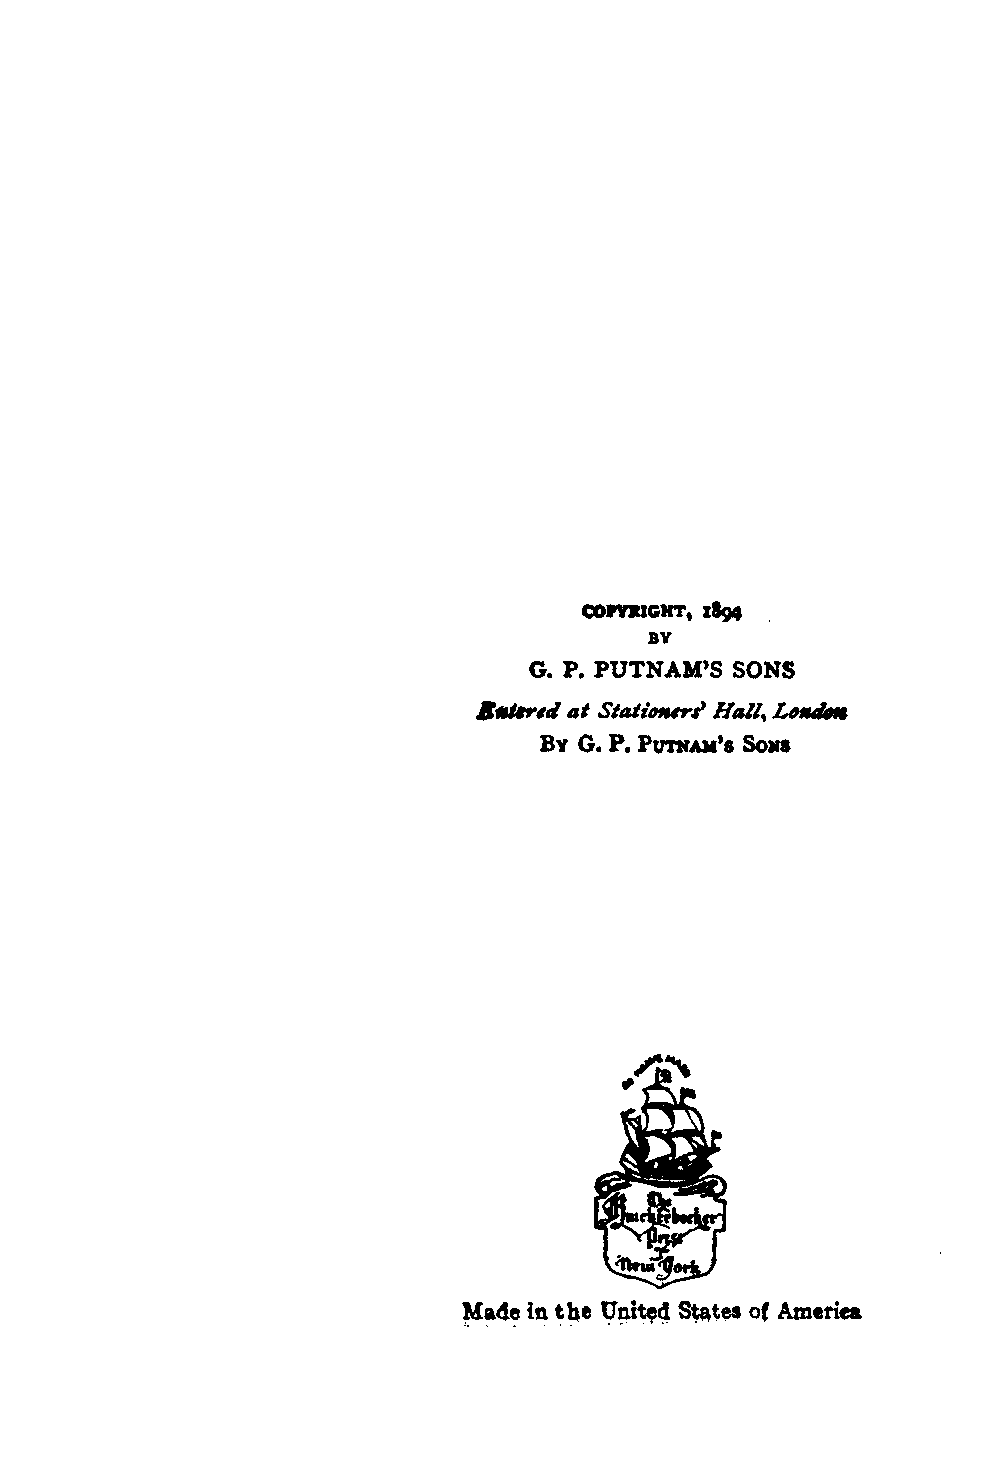 COPYRIGHT, 1894
BY
G. P. PUTNAM'S SONS
Entered at Stationers' Hall, London
BY G. P. PUTNAM'S SONS
The
Knickerbocker
Press
New York
Made in the United States of America